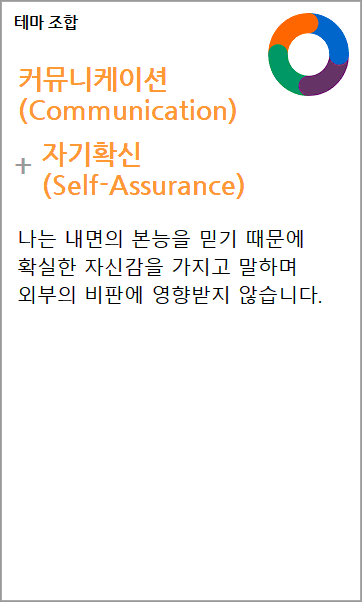 테마 조합
커뮤니케이션
(Communication)
+ 자기확신
(Self-Assurance)
나는 내면의 본능을 믿기 때문에
확실한 자신감을 가지고 말하며
외부의 비판에 영향받지 않습니다.